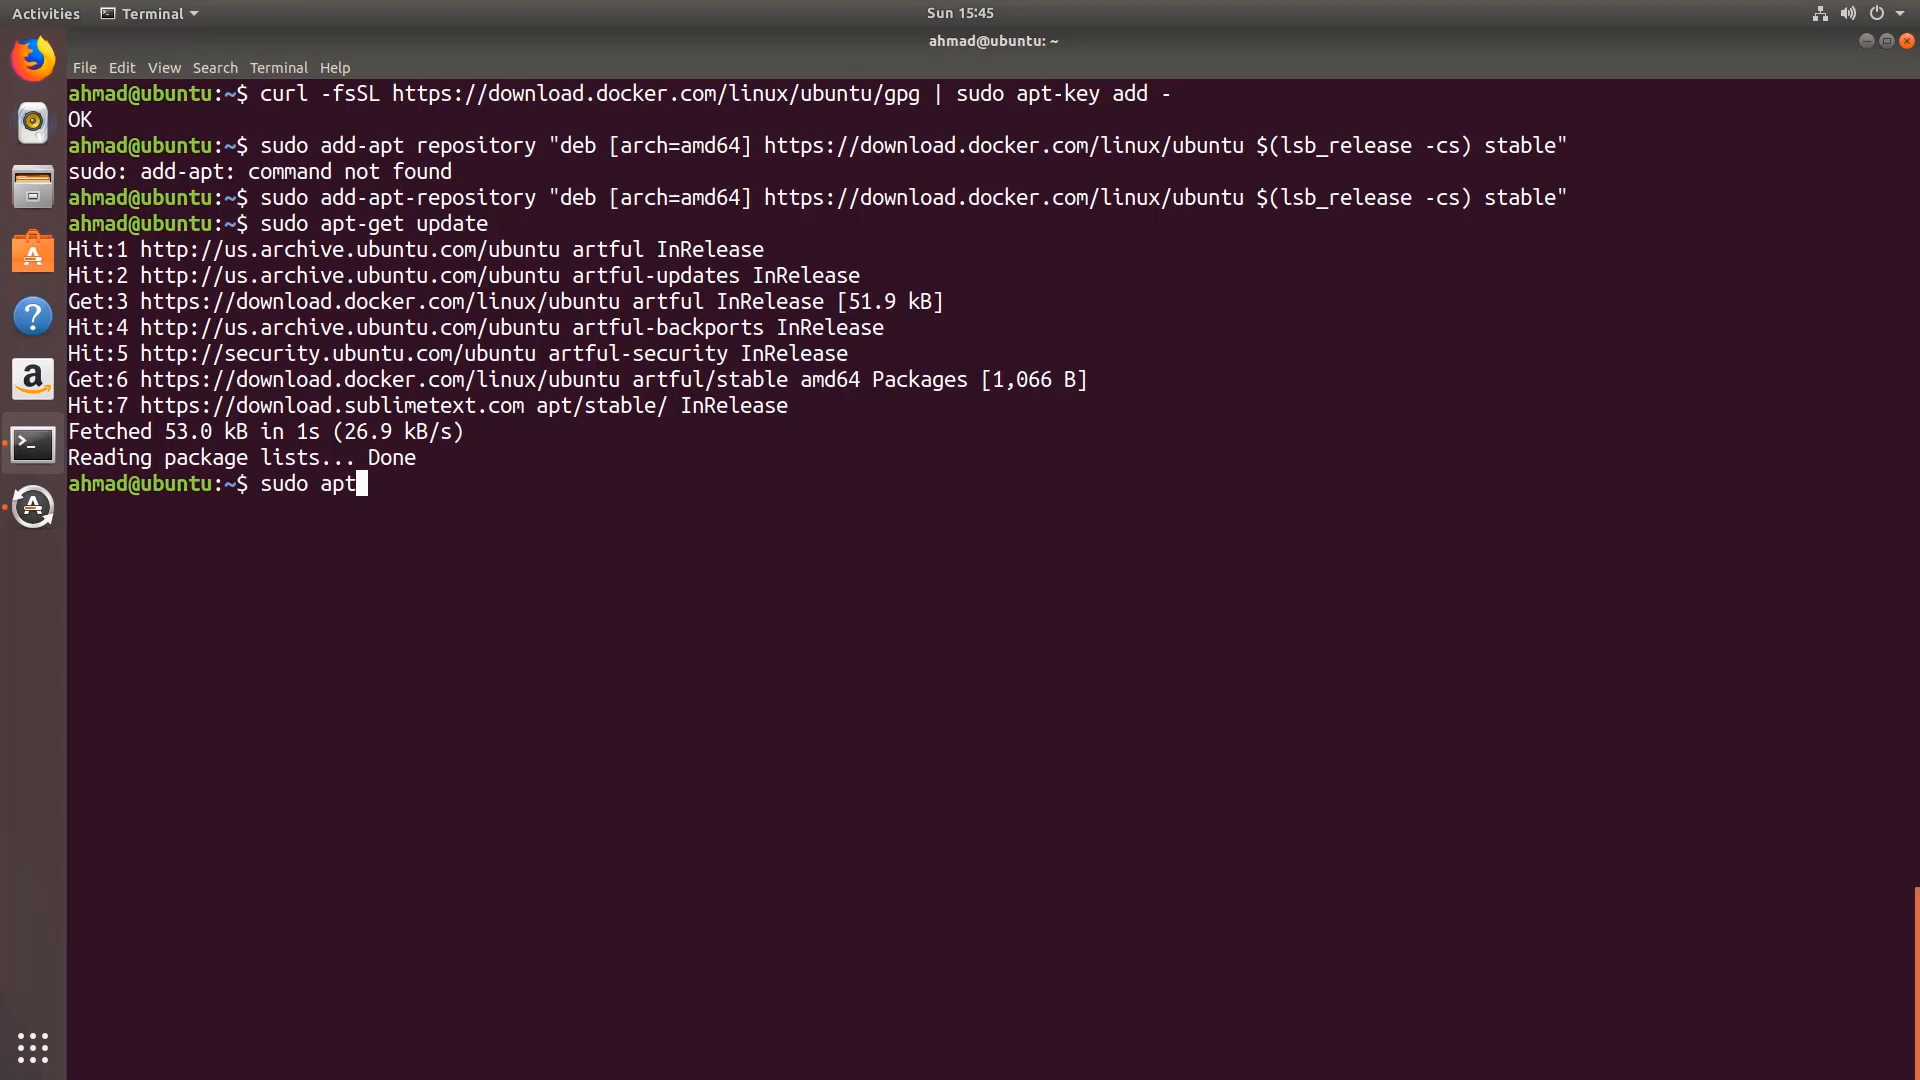 Activities Terminal Sun 15:45
ahmad@ubuntu: ~
File Edit View Search Terminal Help
ahmad@ubuntu:~$ curl -fsSL https://download.docker.com/linux/ubuntu/gpg | sudo apt-key add -
OK
ahmad@ubuntu:~$ sudo add-apt repository "deb [arch=amd64] https://download.docker.com/linux/ubuntu $(lsb_release -cs) stable"
sudo: add-apt: command not found
ahmad@ubuntu:~$ sudo add-apt-repository "deb [arch=amd64] https://download.docker.com/linux/ubuntu $(lsb_release -cs) stable"
ahmad@ubuntu:~$ sudo apt-get update
Hit:1 http://us.archive.ubuntu.com/ubuntu artful InRelease
Hit:2 http://us.archive.ubuntu.com/ubuntu artful-updates InRelease
Get:3 https://download.docker.com/linux/ubuntu artful InRelease [51.9 kB]
Hit:4 http://us.archive.ubuntu.com/ubuntu artful-backports InRelease
Hit:5 http://security.ubuntu.com/ubuntu artful-security InRelease
Get:6 https://download.docker.com/linux/ubuntu artful/stable amd64 Packages [1,066 B]
Hit:7 https://download.sublimetext.com apt/stable/ InRelease
Fetched 53.0 kB in 1s (26.9 kB/s)
Reading package lists... Done
ahmad@ubuntu:~$ sudo apt